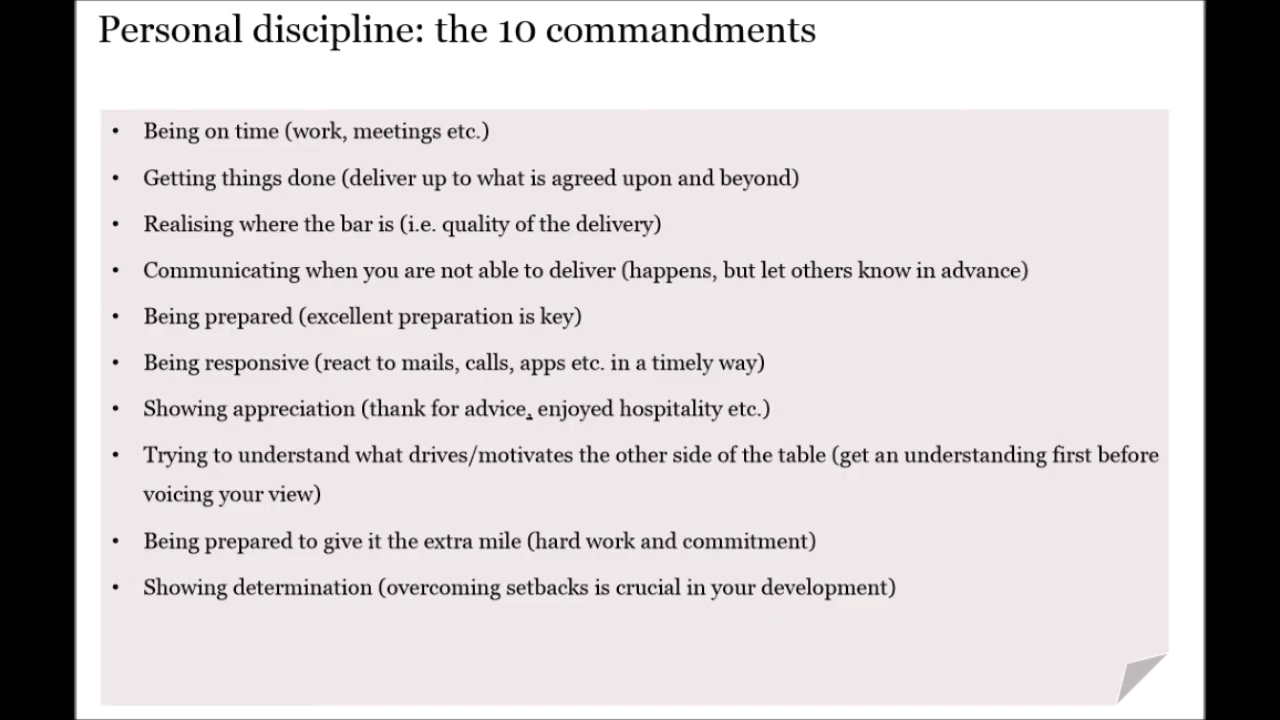 Personal discipline: the 10 commandments
• Being on time (work, meetings etc.)
• Getting things done (deliver up to what is agreed upon and beyond)
• Realising where the bar is (i.e. quality of the delivery)
• Communicating when you are not able to deliver (happens, but let others know in advance)
• Being prepared (excellent preparation is key)
• Being responsive (react to mails, calls, apps etc. in a timely way)
• Showing appreciation (thank for advice, enjoyed hospitality etc.)
• Trying to understand what drives/motivates the other side of the table (get an understanding first before
voicing your view)
• Being prepared to give it the extra mile (hard work and commitment)
• Showing determination (overcoming setbacks is crucial in your development)